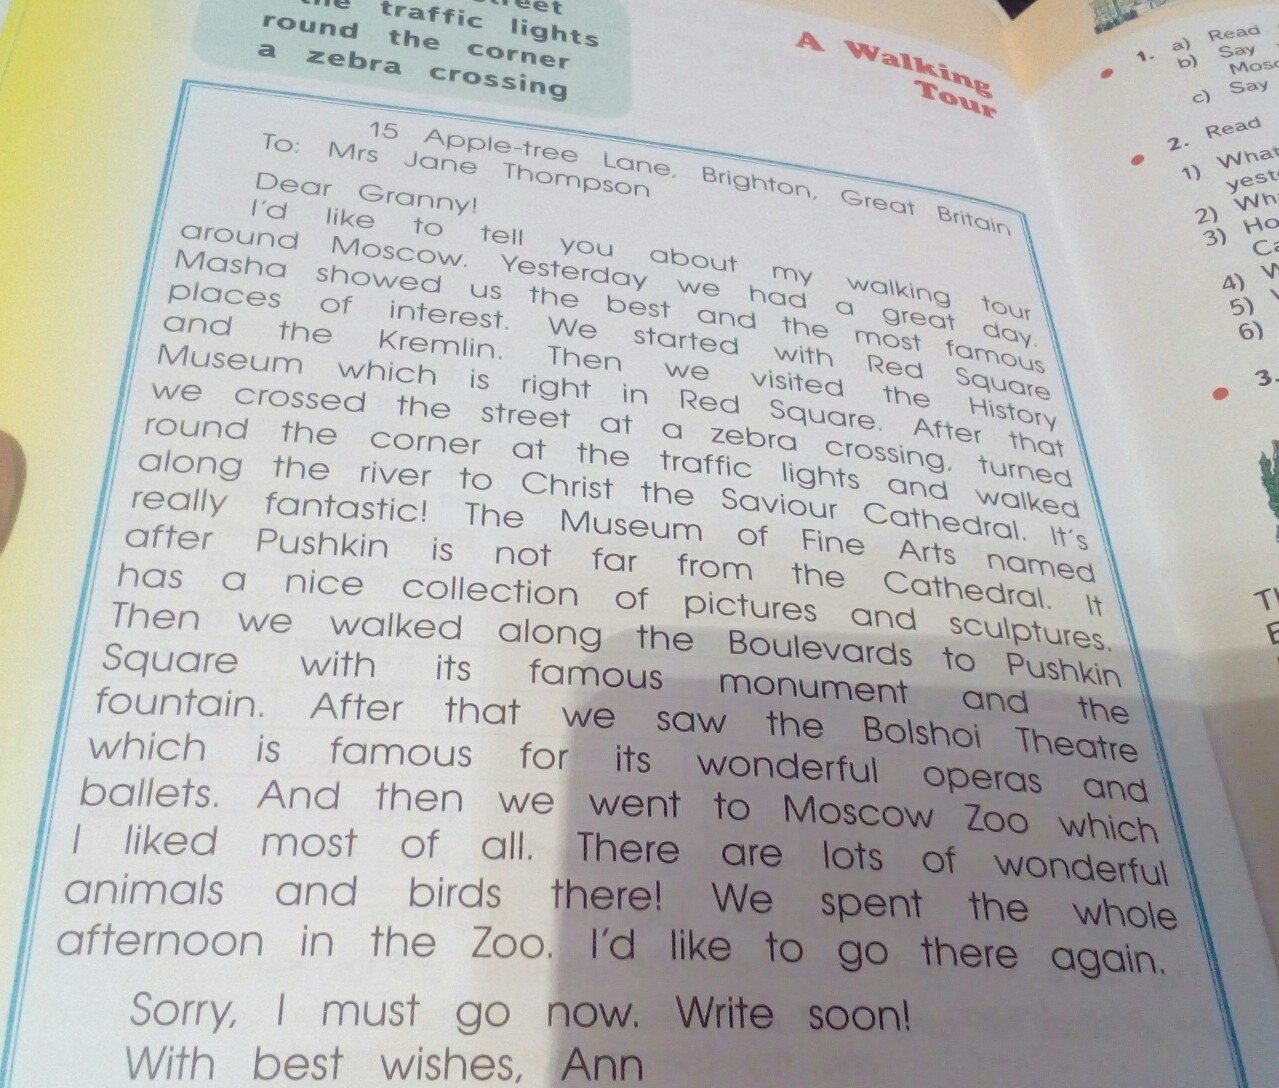 traffic lights
round the corner
a zebra crossing
A Walking
Tour
15 Apple-tree Lane, Brighton, Great Britain
To: Mrs Jane Thompson
Dear Granny!
I'd like to tell you about my walking tour
around Moscow. Yesterday we had a great day.
Masha showed us the best and the most famous
places of interest. We started with Red Square
and the Kremlin. Then we visited the History
Museum which is right in Red Square. After that
we crossed the street at a zebra crossing, turned
round the corner at the traffic lights and walked
along the river to Christ the Saviour Cathedral. It's
really fantastic! The Museum of Fine Arts named
after Pushkin is not far from the Cathedral. It
has a nice collection of pictures and sculptures.
Then we walked along the Boulevards to Pushkin
Square with its famous monument and the
fountain. After that we saw the Bolshoi Theatre
which is famous for its wonderful operas and
ballets. And then we went to Moscow Zoo which
I liked most of all. There are lots of wonderful
animals and birds there! We spent the whole
afternoon in the Zoo. I'd like to go there again.
Sorry, I must go now. Write soon!
With best wishes, Ann
1. a) Read
b) Say
c) Say
2. Read
1)
2)
3)
4)
5)
6)
3.